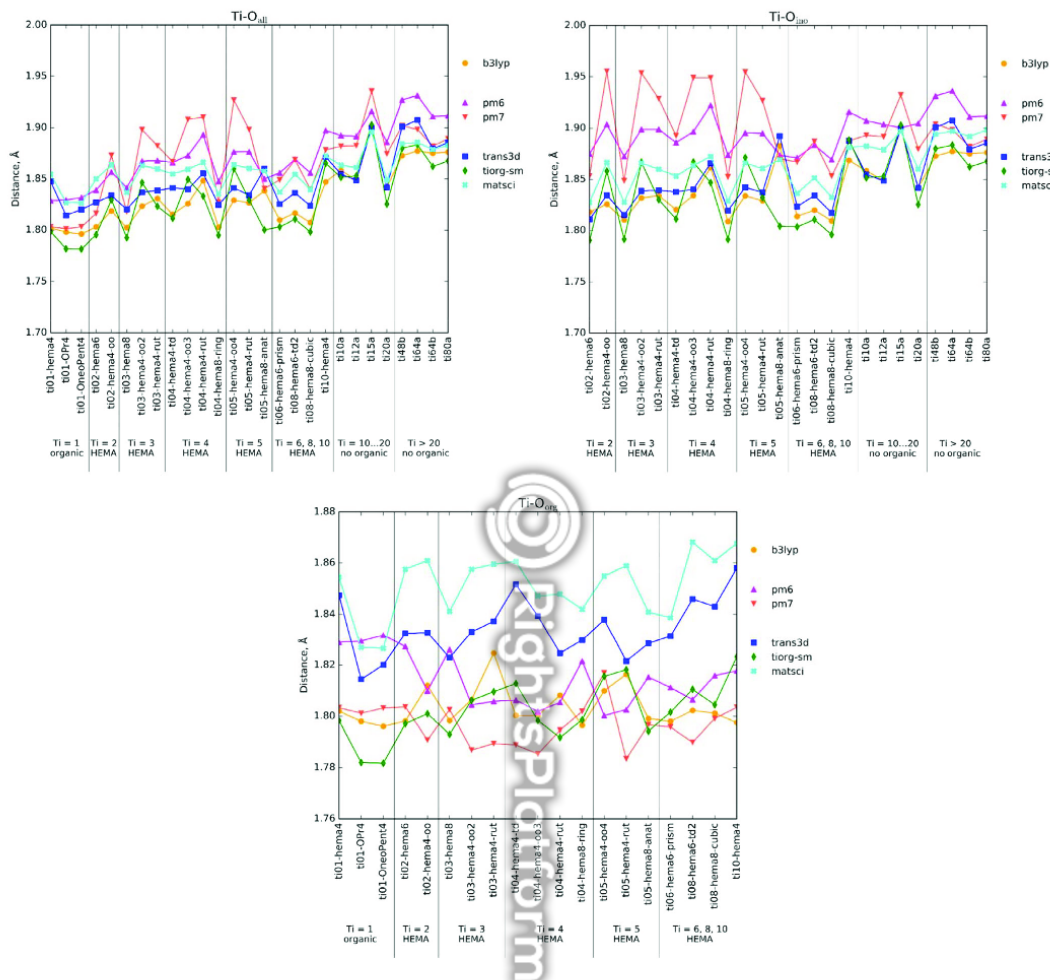 Ti-O_all
2.00
1.95
1.90
1.85
1.80
1.75
1.70
Distance, Å
b3lyp
pm6
pm7
trans3d
tiorg-sm
matsci
ti01-hema4
ti01-OPr4
ti01-OneoPent4
ti02-hema6
ti02-hema4-oo
ti03-hema8
ti03-hema4-oo2
ti03-hema4-rut
ti04-hema4-td
ti04-hema4-oo3
ti04-hema4-rut
ti04-hema8-ring
ti05-hema4-oo4
ti05-hema4-rut
ti05-hema8-anat
ti06-hema6-prism
ti08-hema6-td2
ti08-hema8-cubic
ti10-hema4
ti10a
ti12a
ti15a
ti20a
ti48b
ti64a
ti64b
ti80a
Ti = 1
organic
Ti = 2
HEMA
Ti = 3
HEMA
Ti = 4
HEMA
Ti = 5
HEMA
Ti = 6, 8, 10
HEMA
Ti = 10...20
no organic
Ti > 20
no organic
Ti-O_ino
2.00
1.95
1.90
1.85
1.80
1.75
1.70
Distance, Å
b3lyp
pm6
pm7
trans3
tiorg-s
matsci
ti02-hema6
ti02-hema4-oo
ti03-hema8
ti03-hema4-oo2
ti03-hema4-rut
ti04-hema4-td
ti04-hema4-oo3
ti04-hema4-rut
ti04-hema8-ring
ti05-hema4-oo4
ti05-hema4-rut
ti05-hema8-anat
ti06-hema6-prism
ti08-hema6-td2
ti08-hema8-cubic
ti10-hema4
ti10a
ti12a
ti15a
ti20a
ti48b
ti64a
ti64b
ti80a
Ti = 2
HEMA
Ti = 3
HEMA
Ti = 4
HEMA
Ti = 5
HEMA
Ti = 6, 8, 10
HEMA
Ti = 10...20
no organic
Ti > 20
no organic
Ti-O_org
1.88
1.86
1.84
1.82
1.80
1.78
1.76
Distance, Å
b3lyp
pm6
pm7
trans3d
tiorg-sm
matsci
ti01-hema4
ti01-OPr4
ti01-OneoPent4
ti02-hema6
ti02-hema4-oo
ti03-hema8
ti03-hema4-oo2
ti03-hema4-rut
ti04-hema4-td
ti04-hema4-oo3
ti04-hema4-rut
ti04-hema8-ring
ti05-hema4-oo4
ti05-hema4-rut
ti05-hema8-anat
ti06-hema6-prism
ti08-hema6-td2
ti08-hema8-cubic
ti10-hema4
Ti = 1
organic
Ti = 2
HEMA
Ti = 3
HEMA
Ti = 4
HEMA
Ti = 5
HEMA
Ti = 6, 8, 10
HEMA
RightsPlatform